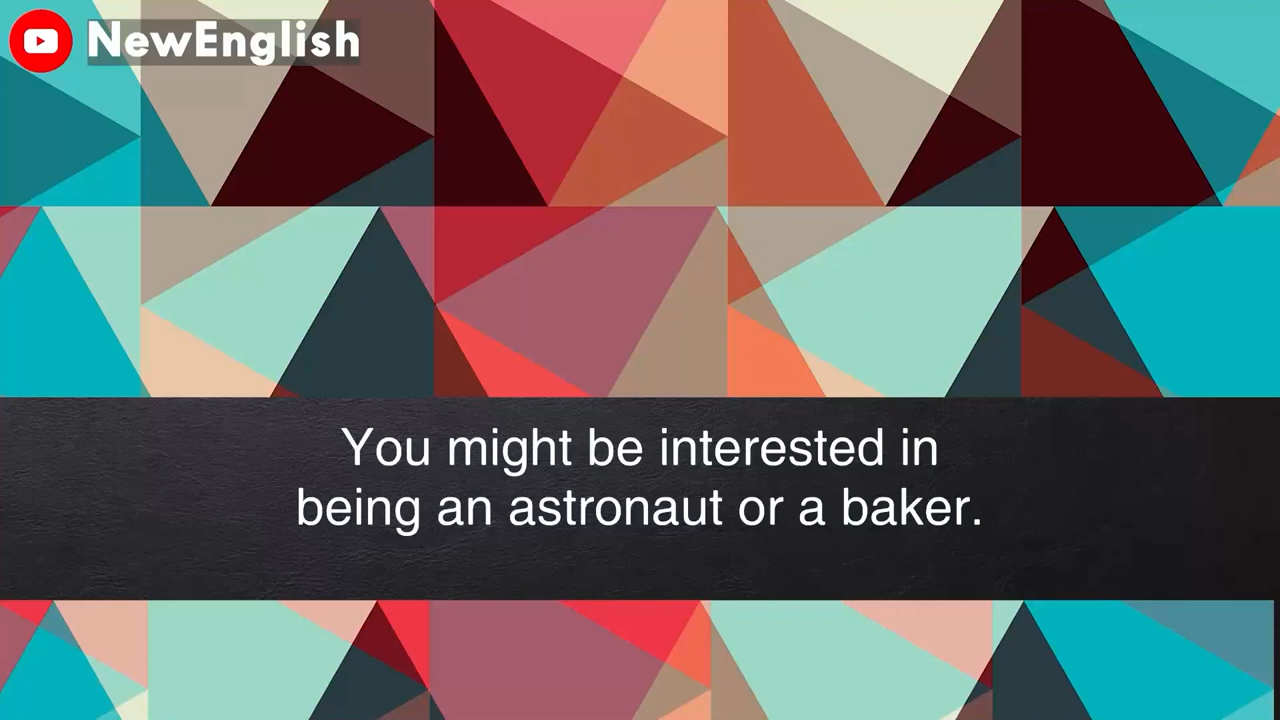 NewEnglish
You might be interested in
being an astronaut or a baker.